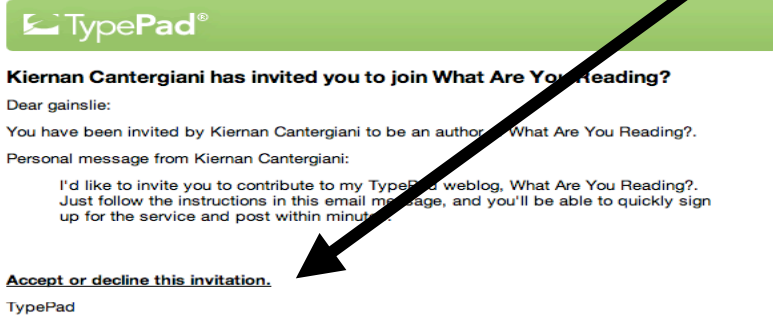 TypePad®
Kiernan Cantergiani has invited you to join What Are You Reading?
Dear gainslie:
You have been invited by Kiernan Cantergiani to be an author What Are You Reading?.
Personal message from Kiernan Cantergiani:
I'd like to invite you to contribute to my TypePad weblog, What Are You Reading?.
Just follow the instructions in this email message, and you'll be able to quickly sign
up for the service and post within minutes.
Accept or decline this invitation.
TypePad